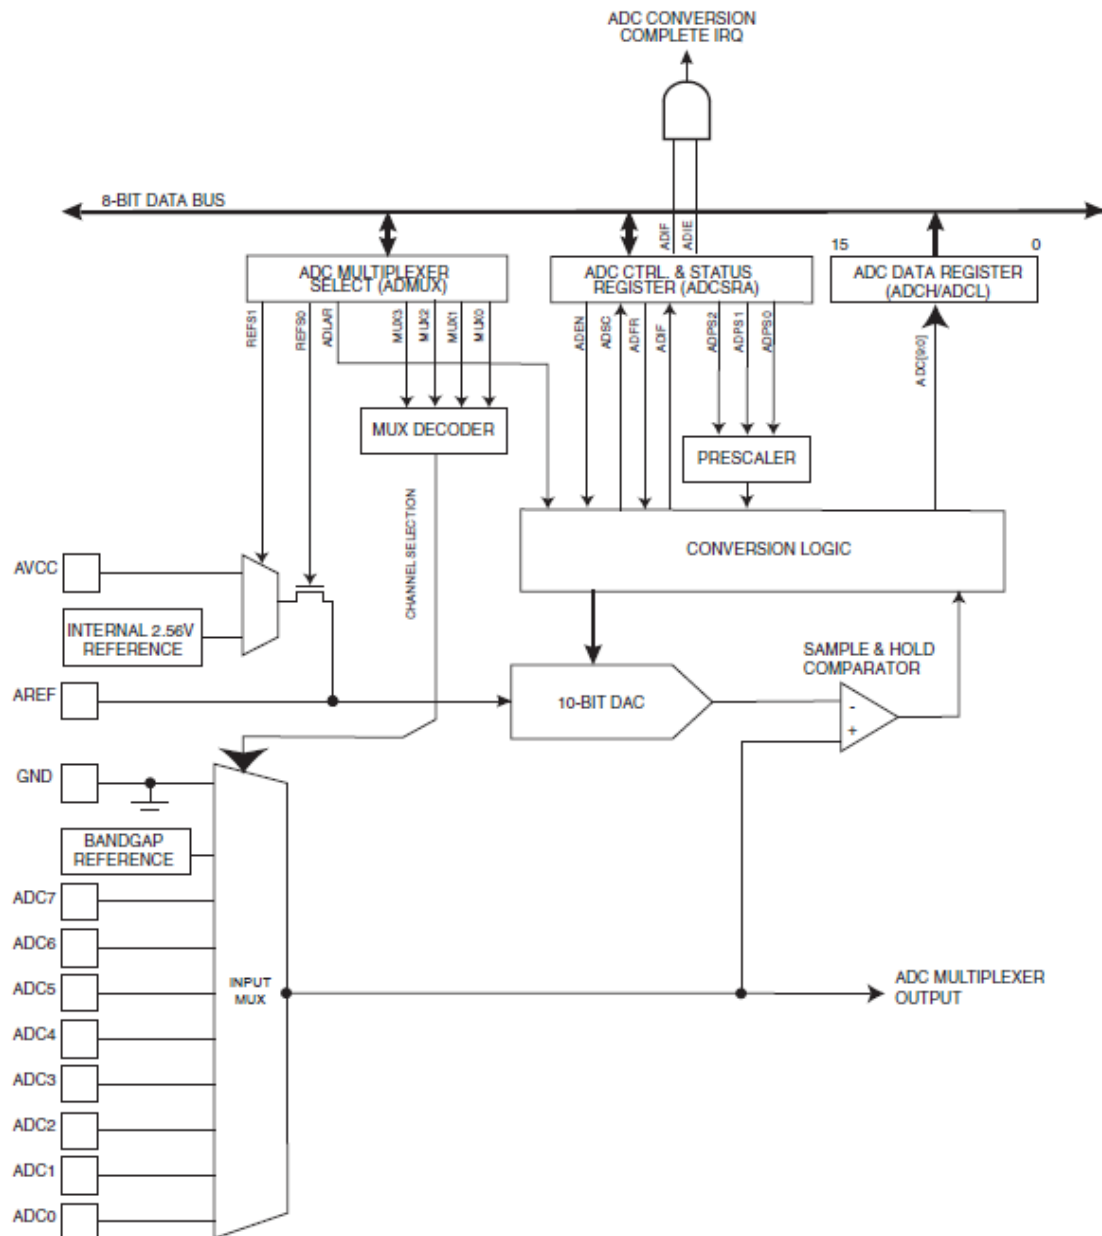 ADC CONVERSION
COMPLETE IRQ
8-BIT DATA BUS
ADIF
ADIE
15
0
ADC MULTIPLEXER
SELECT (ADMUX)
ADC CTRL. & STATUS
REGISTER (ADCSRA)
ADC DATA REGISTER
(ADCH/ADCL)
REFS1
REFS0
ADLAR
MUX3
MUX2
MUX1
MUX0
ADEN
ADSC
ADFR
ADIF
ADPS2
ADPS1
ADPS0
ADC[9:0]
MUX DECODER
PRESCALER
CHANNEL SELECTION
CONVERSION LOGIC
AVCC
INTERNAL 2.56V
REFERENCE
SAMPLE & HOLD
COMPARATOR
AREF
10-BIT DAC
-
+
GND
BANDGAP
REFERENCE
ADC7
ADC6
ADC5
INPUT
MUX
ADC MULTIPLEXER
OUTPUT
ADC4
ADC3
ADC2
ADC1
ADC0